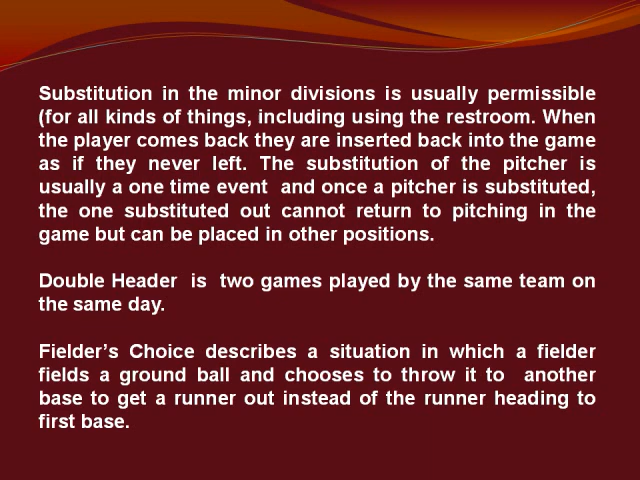 Substitution in the minor divisions is usually permissible
(for all kinds of things, including using the restroom. When
the player comes back they are inserted back into the game
as if they never left. The substitution of the pitcher is
usually a one time event  and once a pitcher is substituted,
the one substituted out cannot return to pitching in the
game but can be placed in other positions.
Double Header  is  two games played by the same team on
the same day.
Fielder’s Choice describes a situation in which a fielder
fields a ground ball and chooses to throw it to  another
base to get a runner out instead of the runner heading to
first base.